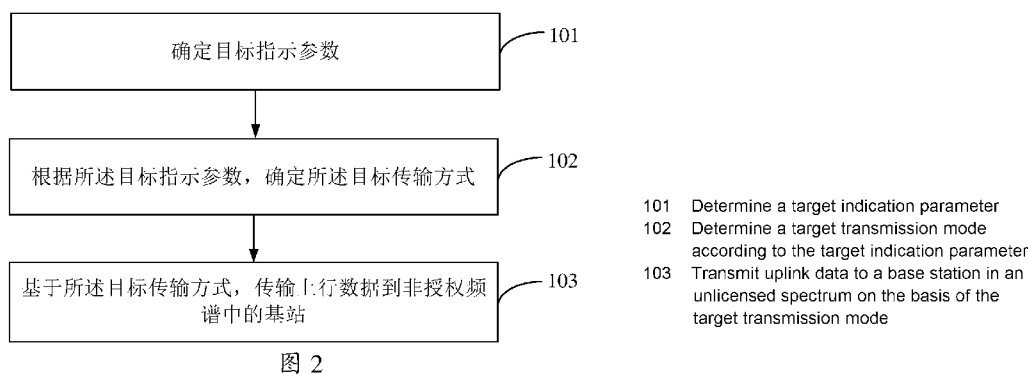 确定目标指示参数
101
根据所述目标指示参数，确定所述目标传输方式
102
基于所述目标传输方式，传输上行数据到非授权频
谱中的基站
103
图 2
101 Determine a target indication parameter
102 Determine a target transmission mode
according to the target indication parameter
103 Transmit uplink data to a base station in an
unlicensed spectrum on the basis of the
target transmission mode